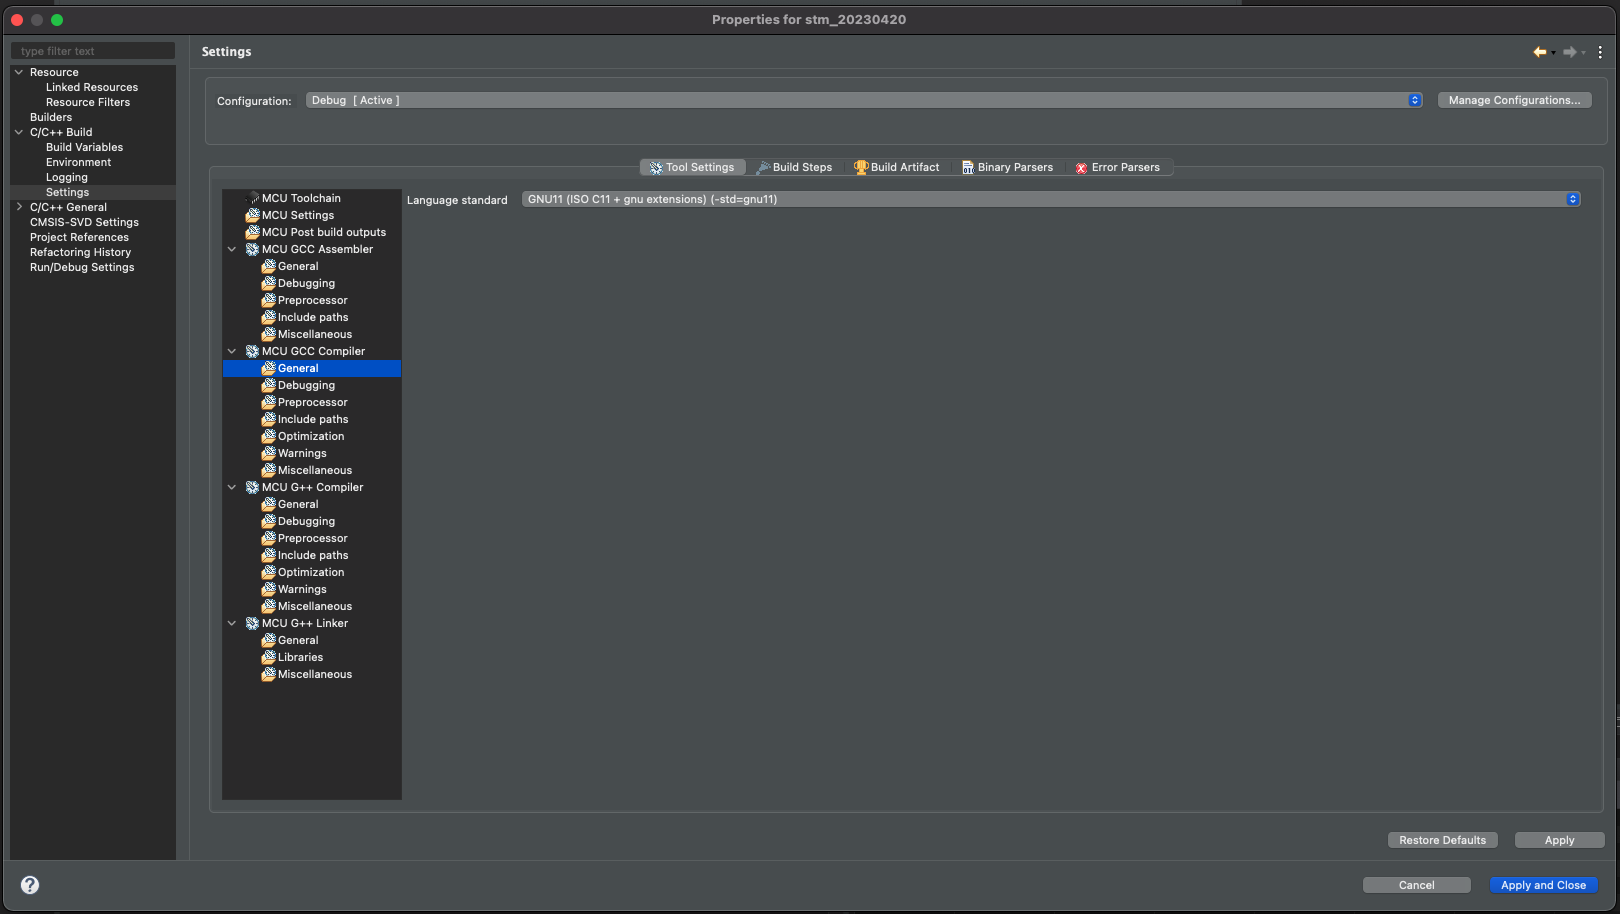 Properties for stm_20230420
type filter text
Resource
Linked Resources
Resource Filters
Builders
C/C++ Build
Build Variables
Environment
Logging
Settings
C/C++ General
CMSIS-SVD Settings
Project References
Refactoring History
Run/Debug Settings
Settings
Configuration: Debug [ Active ] Manage Configurations...
Tool Settings Build Steps Build Artifact Binary Parsers Error Parsers
MCU Toolchain
MCU Settings
MCU Post build outputs
MCU GCC Assembler
General
Debugging
Preprocessor
Include paths
Miscellaneous
MCU GCC Compiler
General
Debugging
Preprocessor
Include paths
Optimization
Warnings
Miscellaneous
MCU G++ Compiler
General
Debugging
Preprocessor
Include paths
Optimization
Warnings
Miscellaneous
MCU G++ Linker
General
Libraries
Miscellaneous
Language standard GNU11 (ISO C11 + gnu extensions) (-std=gnu11)
Restore Defaults Apply
? Cancel Apply and Close